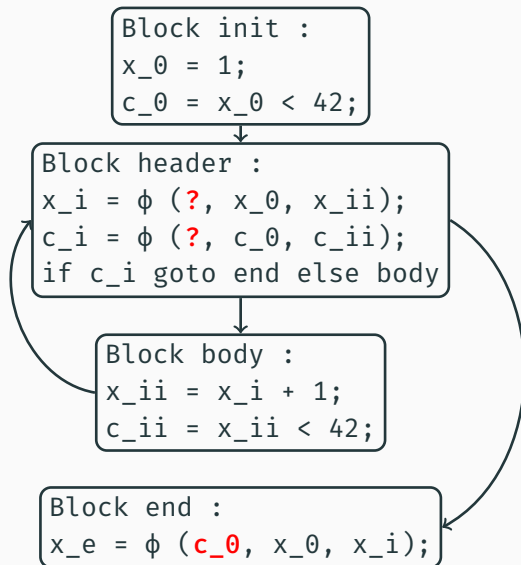 Block init :
x_0 = 1;
c_0 = x_0 < 42;
Block header :
x_i = ϕ (?, x_0, x_ii);
c_i = ϕ (?, c_0, c_ii);
if c_i goto end else body
Block body :
x_ii = x_i + 1;
c_ii = x_ii < 42;
Block end :
x_e = ϕ (c_0, x_0, x_i);